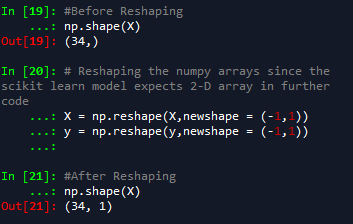 In [19]: #Before Reshaping
...: np.shape(X)
Out[19]: (34,)
In [20]: # Reshaping the numpy arrays since the
scikit learn model expects 2-D array in further
code
...: X = np.reshape(X,newshape = (-1,1))
...: y = np.reshape(y,newshape = (-1,1))
...:
In [21]: #After Reshaping
...: np.shape(X)
Out[21]: (34, 1)